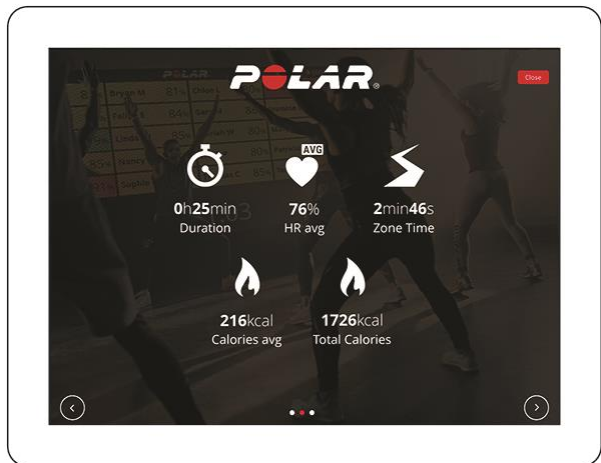 POLAR®
Close
AVG
0h25min
76%
2min46s
Duration
HR avg
Zone Time
216kcal
1726kcal
Calories avg
Total Calories